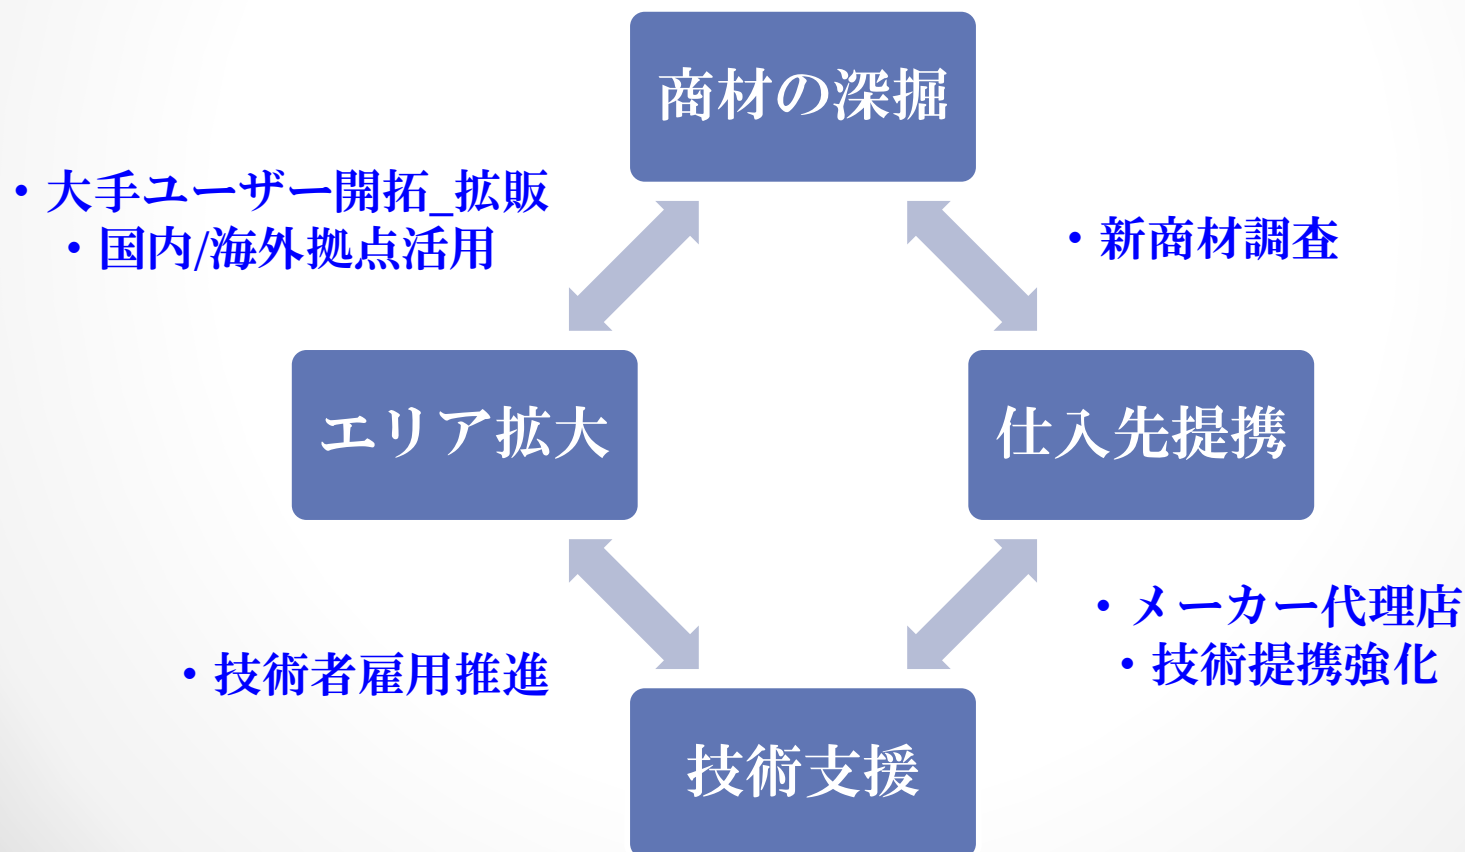 商材の深掘
・大手ユーザー開拓_拡販
・国内/海外拠点活用
・新商材調査
エリア拡大
仕入先提携
・メーカー代理店
・技術提携強化
・技術者雇用推進
技術支援